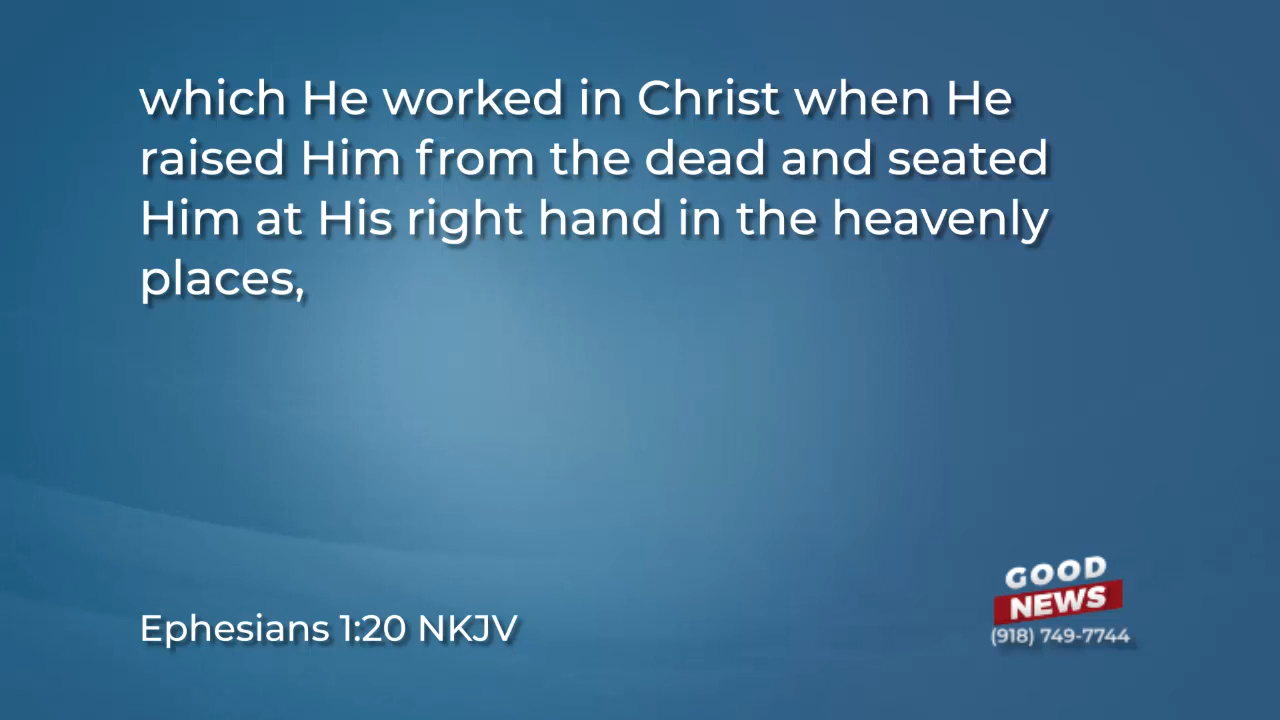 which He worked in Christ when He
raised Him from the dead and seated
Him at His right hand in the heavenly
places,
Ephesians 1:20 NKJV
GOOD
NEWS
(918) 749-7744